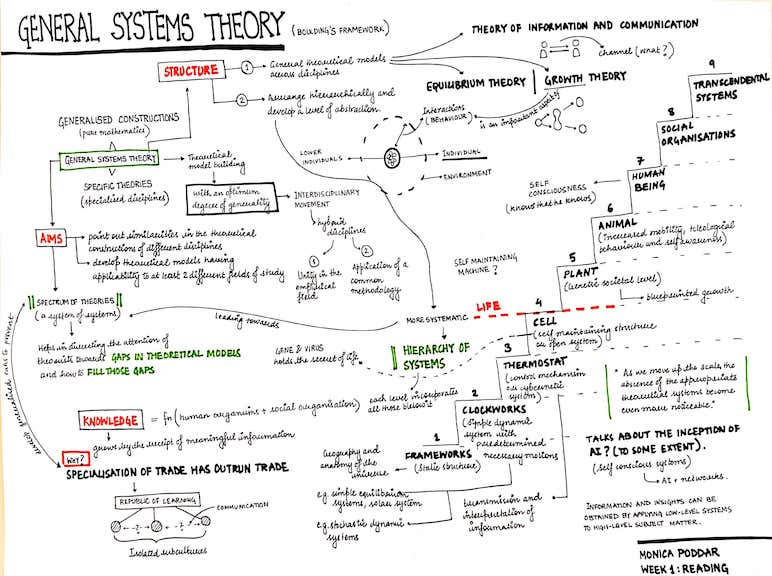 GENERAL SYSTEMS THEORY (BOULDING'S FRAMEWORK)
STRUCTURE
1
General theoretical models
across disciplines
2
Arrange hierarchically and
develop a level of abstraction.
THEORY OF INFORMATION AND COMMUNICATION
channel (what?)
EQUILIBRIUM THEORY
GROWTH THEORY
Interactions
(BEHAVIOUR)
is an important aspect of
GENERALISED CONSTRUCTIONS
(pure mathematics)
GENERAL SYSTEMS THEORY
SPECIFIC THEORIES
(specialised disciplines)
Theoretical
model building
with an optimum
degree of generality
INTERDISCIPLINARY
MOVEMENT
hybrid
disciplines
1
Unity in the
empirical
field
2
Application of a
common methodology
LOWER
INDIVIDUALS
INDIVIDUAL
ENVIRONMENT
AIMS
point out similarities in the theoretical
constructions of different disciplines
develop theoretical models having
applicability to at least 2 different fields of study
SPECTRUM OF THEORIES
(a system of systems)
leading towards
Helps in directing the attention of
theorists towards GAPS IN THEORETICAL MODELS
and how to FILL THOSE GAPS
develop generalised ears to prevent
MORE SYSTEMATIC
HIERARCHY OF
SYSTEMS
GENE & VIRUS
holds the secret of life
each level incorporates
all those below it
SELF MAINTAINING
MACHINE?
LIFE
9
TRANSCENDENTAL
SYSTEMS
8
SOCIAL
ORGANISATIONS
7
HUMAN
BEING
SELF
CONSCIOUSNESS
(Knows that he knows)
6
ANIMAL
(increased mobility, teleological
behaviour and self awareness)
5
PLANT
(Genetic societal level)
blueprinted growth
4
CELL
(self maintaining structure
or open system)
3
THERMOSTAT
(control mechanism
or cybernetic
system)
2
CLOCKWORKS
(Simple dynamic
system with
predetermined
necessary motions)
1
FRAMEWORKS
(Static structure)
Geography and
anatomy of the
universe
e.g. simple equilibrium
systems, solar system
e.g. stochastic dynamic
systems
transmission and
interpretation of
information
KNOWLEDGE
= fn (human organisms + social organisation)
grows by the receipt of meaningful information
WHY?
SPECIALISATION OF TRADE HAS OUTRUN TRADE
REPUBLIC OF LEARNING
COMMUNICATION
Isolated subcultures
"As we move up the scale, the
absence of the appropriate
theoretical systems become
even more noticeable."
TALKS ABOUT THE INCEPTION OF
AI? (TO SOME EXTENT).
(Self conscious systems)
AI + networks.
INFORMATION AND INSIGHTS CAN BE
OBTAINED BY APPLYING LOW-LEVEL SYSTEMS
TO HIGH-LEVEL SUBJECT MATTER.
MONICA PODDAR
WEEK 1: READING